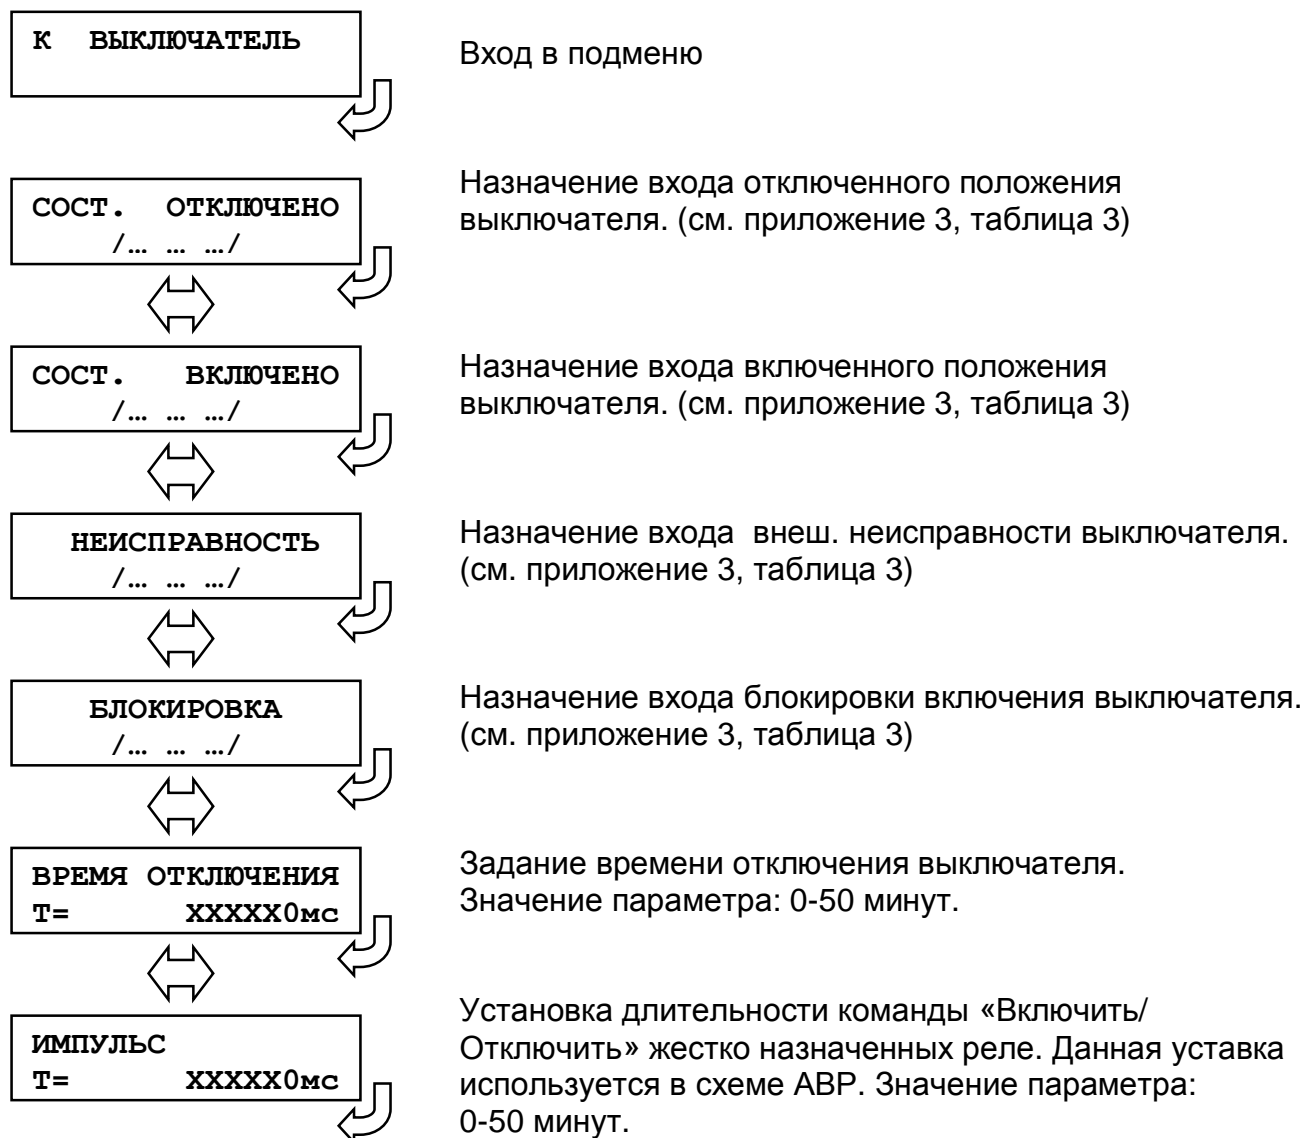 К ВЫКЛЮЧАТЕЛЬ
Вход в подменю
СОСТ. ОТКЛЮЧЕНО
/… … …/
Назначение входа отключенного положения
выключателя. (см. приложение 3, таблица 3)
СОСТ. ВКЛЮЧЕНО
/… … …/
Назначение входа включенного положения
выключателя. (см. приложение 3, таблица 3)
НЕИСПРАВНОСТЬ
/… … …/
Назначение входа внеш. неисправности выключателя.
(см. приложение 3, таблица 3)
БЛОКИРОВКА
/… … …/
Назначение входа блокировки включения выключателя.
(см. приложение 3, таблица 3)
ВРЕМЯ ОТКЛЮЧЕНИЯ
Т= ХХХХХ0мс
Задание времени отключения выключателя.
Значение параметра: 0-50 минут.
ИМПУЛЬС
Т= ХХХХХ0мс
Установка длительности команды «Включить/
Отключить» жестко назначенных реле. Данная уставка
используется в схеме АВР. Значение параметра:
0-50 минут.